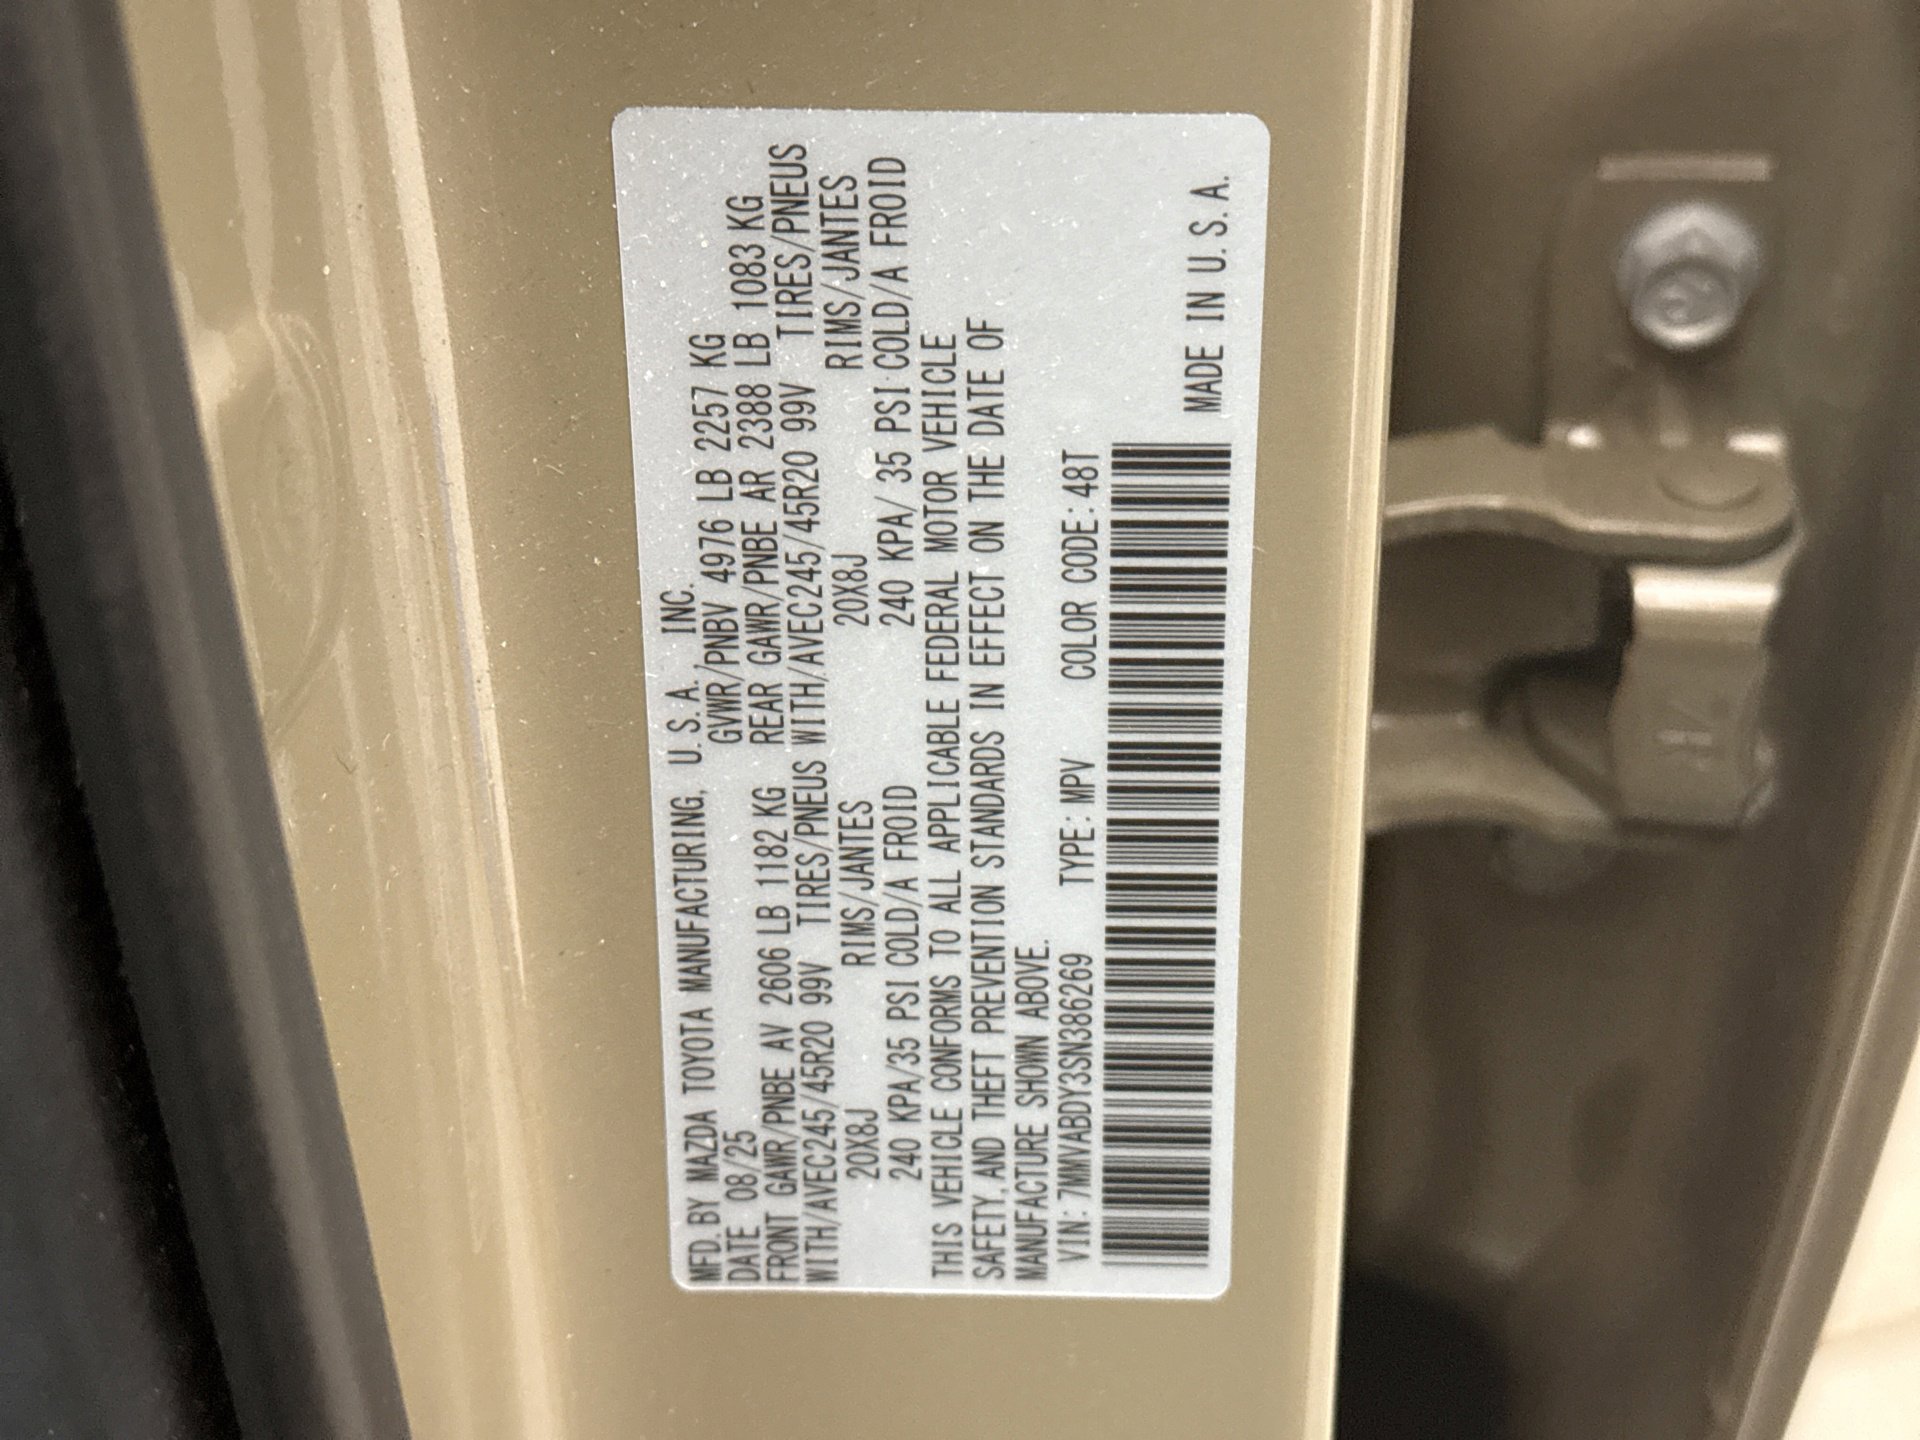 MFD. BY MAZDA TOYOTA MANUFACTURING, U.S.A. INC.
DATE 08/25 GVWR/PNBV 4976 LB 2257 KG
FRONT GAWR/PNBE AV 2606 LB 1182 KG REAR GAWR/PNBE AR 2388 LB 1083 KG
WITH/AVEC245/45R20 99V TIRES/PNEUS WITH/AVEC245/45R20 99V TIRES/PNEUS
20X8J RIMS/JANTES 20X8J RIMS/JANTES
240 KPA/35 PSI COLD/A FROID 240 KPA/ 35 PSI COLD/A FROID
THIS VEHICLE CONFORMS TO ALL APPLICABLE FEDERAL MOTOR VEHICLE
SAFETY, AND THEFT PREVENTION STANDARDS IN EFFECT ON THE DATE OF
MANUFACTURE SHOWN ABOVE.
VIN: 7MMVABDY3SN386269 TYPE: MPV COLOR CODE: 48T
MADE IN U.S.A.